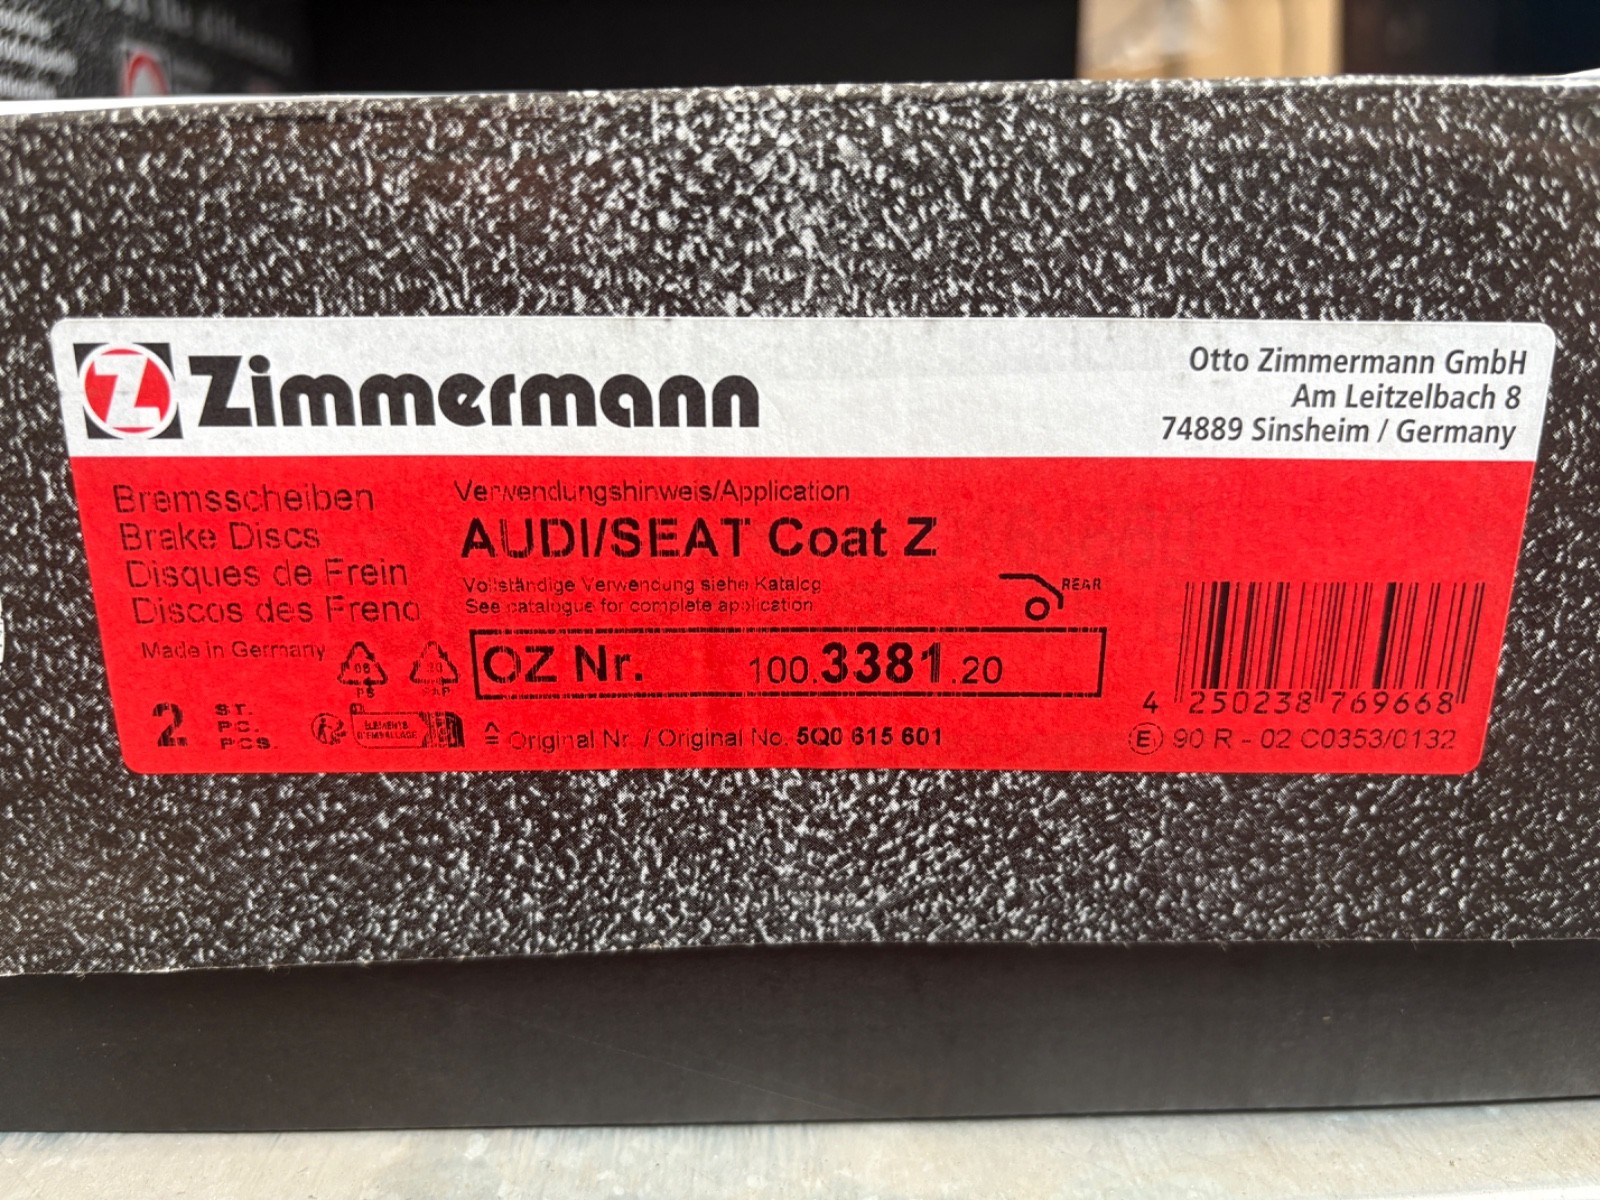 Zimmermann
Otto Zimmermann GmbH
Am Leitzelbach 8
74889 Sinsheim / Germany
Bremsscheiben
Brake Discs
Disques de Frein
Discos des Freno
Made in Germany
2 ST.
PC.
PCS.
Verwendungshinweis/Application
AUDI/SEAT Coat Z
Vollständige Verwendung siehe Katalog
See catalogue for complete application
REAR
OZ Nr. 100.3381.20
≙ Original Nr. / Original No. 5Q0 615 601
4 250238 769668
E 90 R - 02 C0353/0132